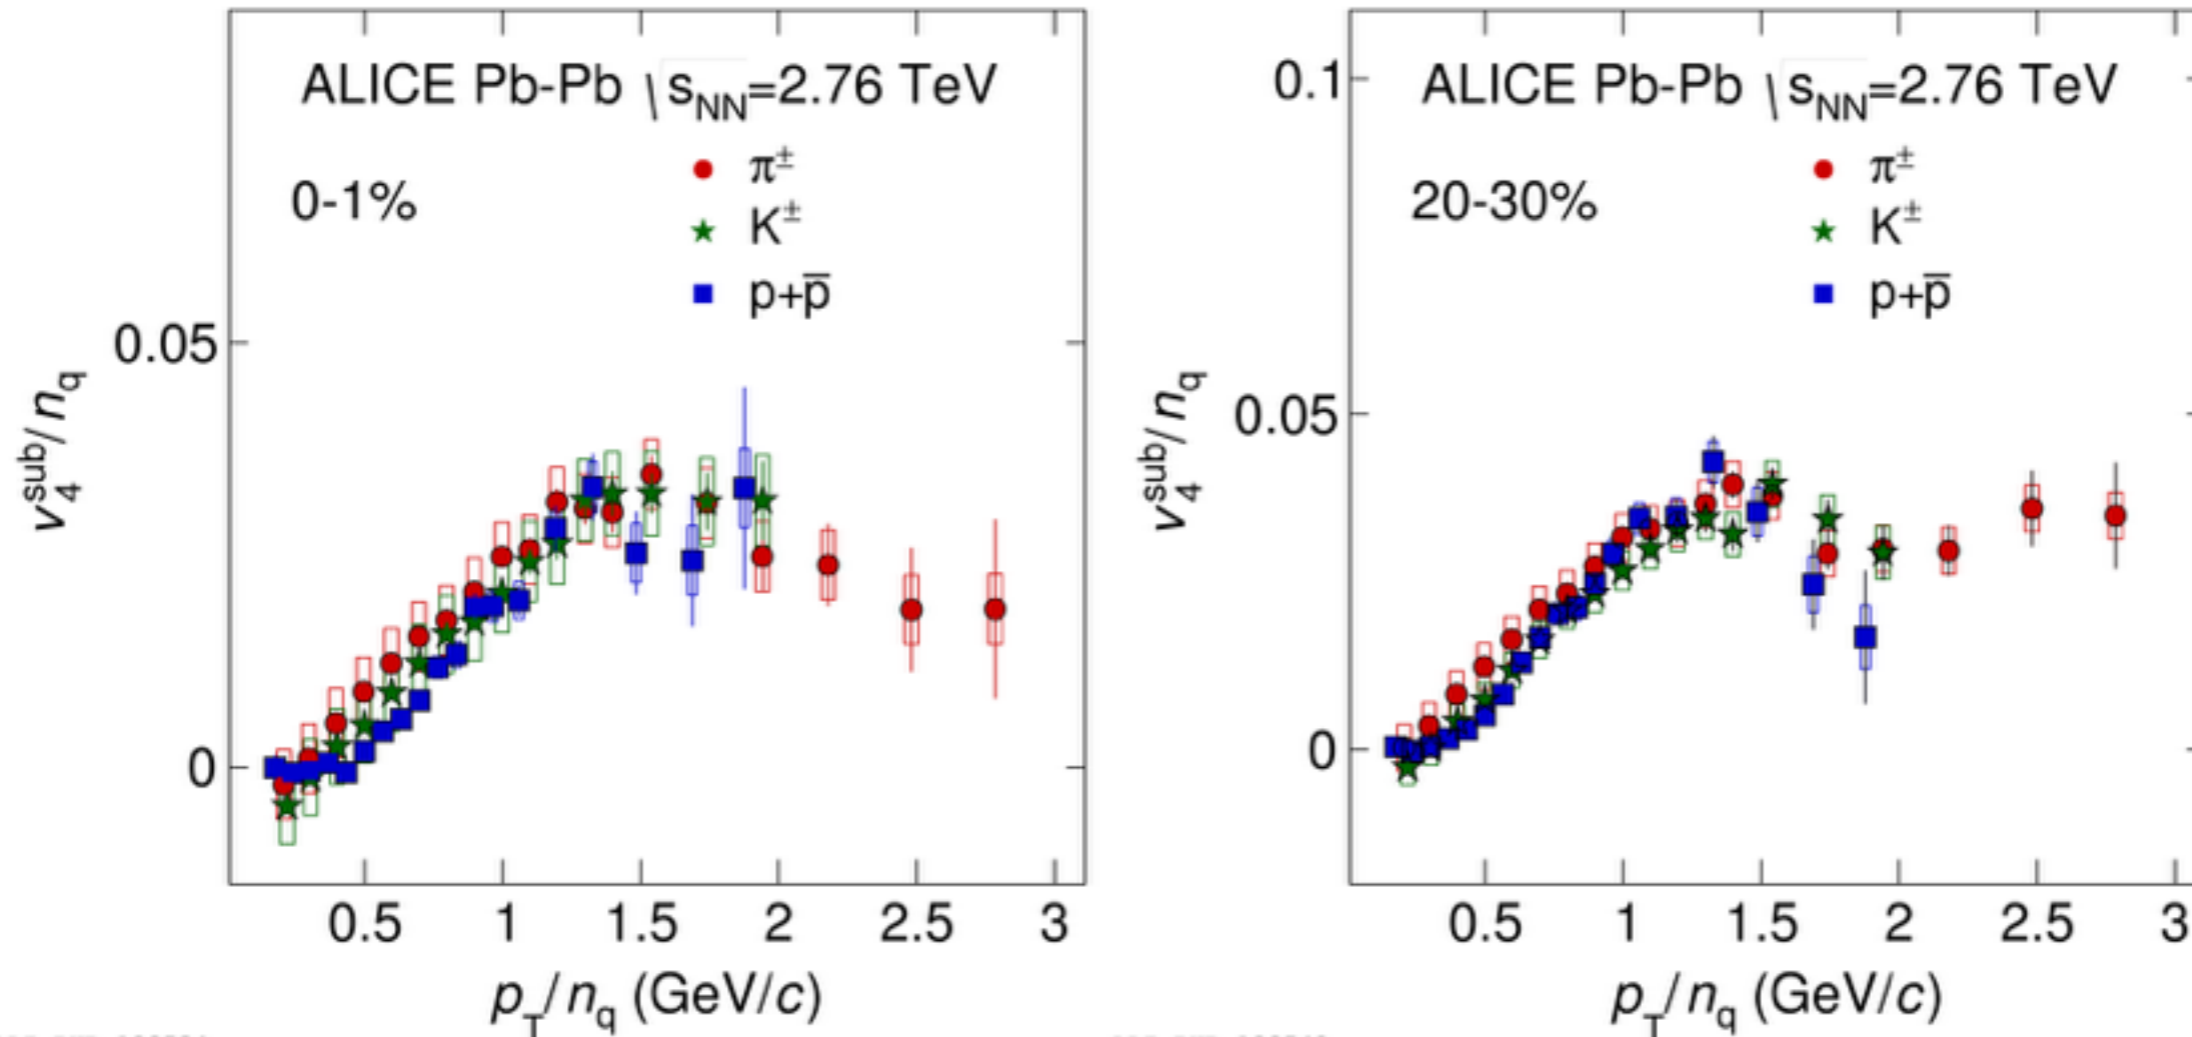 ALICE Pb-Pb √sNN=2.76 TeV
0-1%
π±
K±
p+p̅
0.05
0
v4sub/nq
0.5 1 1.5 2 2.5 3
pT/nq (GeV/c)
0.1
ALICE Pb-Pb √sNN=2.76 TeV
20-30%
π±
K±
p+p̅
0.05
0
v4sub/nq
0.5 1 1.5 2 2.5 3
pT/nq (GeV/c)